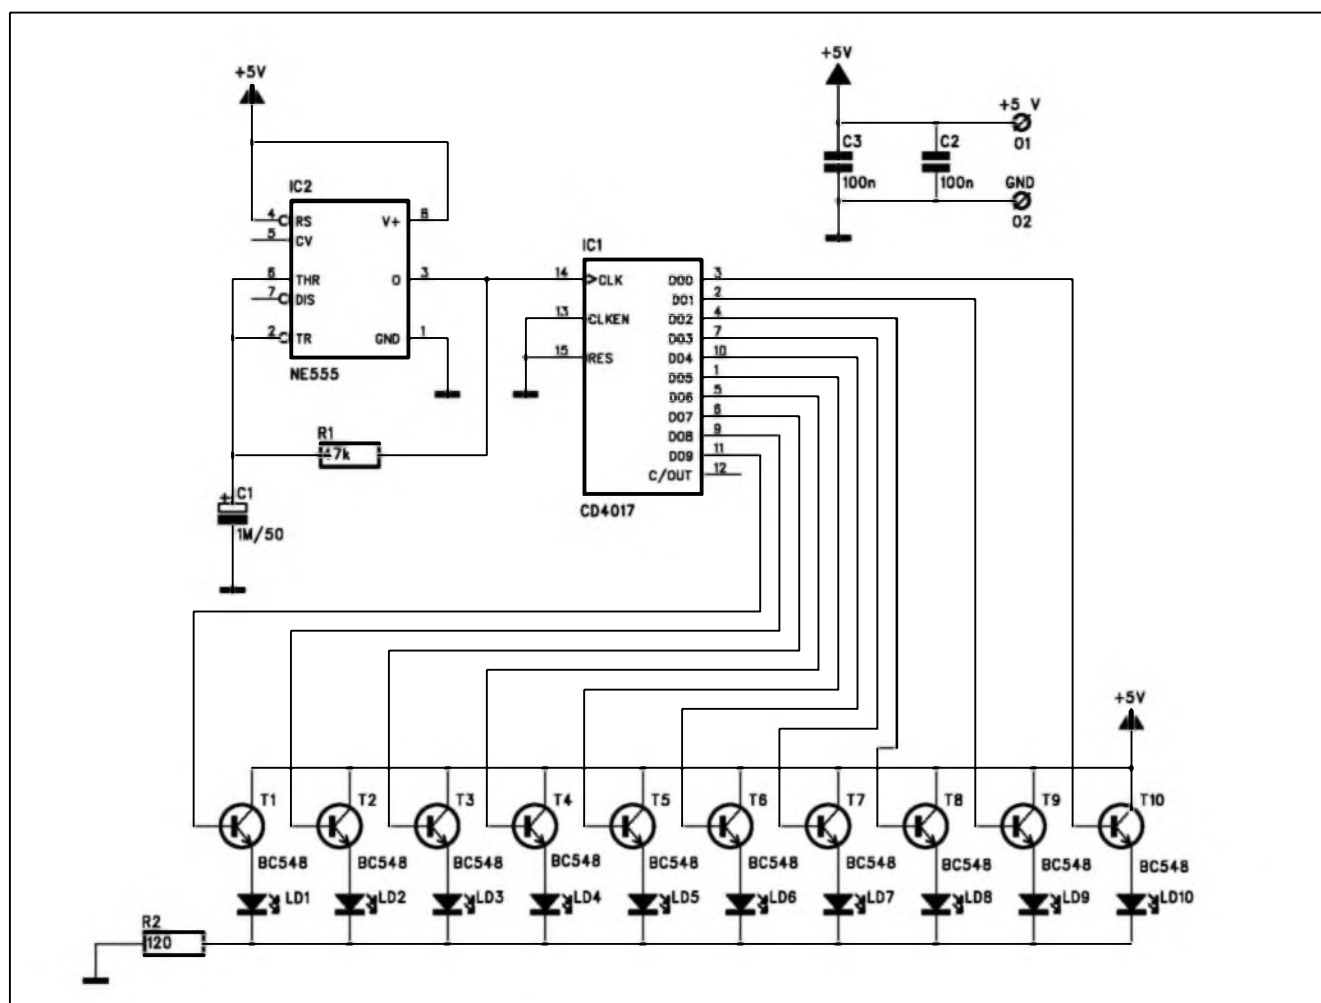 +5V
+5V
+5 V
O1
C3
C2
100n
100n
GND
O2
IC2
4
RS
V+
8
5
CV
6
THR
O
3
7
DIS
2
TR
GND
1
NE555
R1
47k
C1
+
1M/50
IC1
14
>CLK
DO0
3
DO1
2
13
CLKEN
DO2
4
DO3
7
15
RES
DO4
10
DO5
1
DO6
5
DO7
6
DO8
9
DO9
11
C/OUT
12
CD4017
+5V
T1
T2
T3
T4
T5
T6
T7
T8
T9
T10
BC548
BC548
BC548
BC548
BC548
BC548
BC548
BC548
BC548
BC548
LD1
LD2
LD3
LD4
LD5
LD6
LD7
LD8
LD9
LD10
R2
120